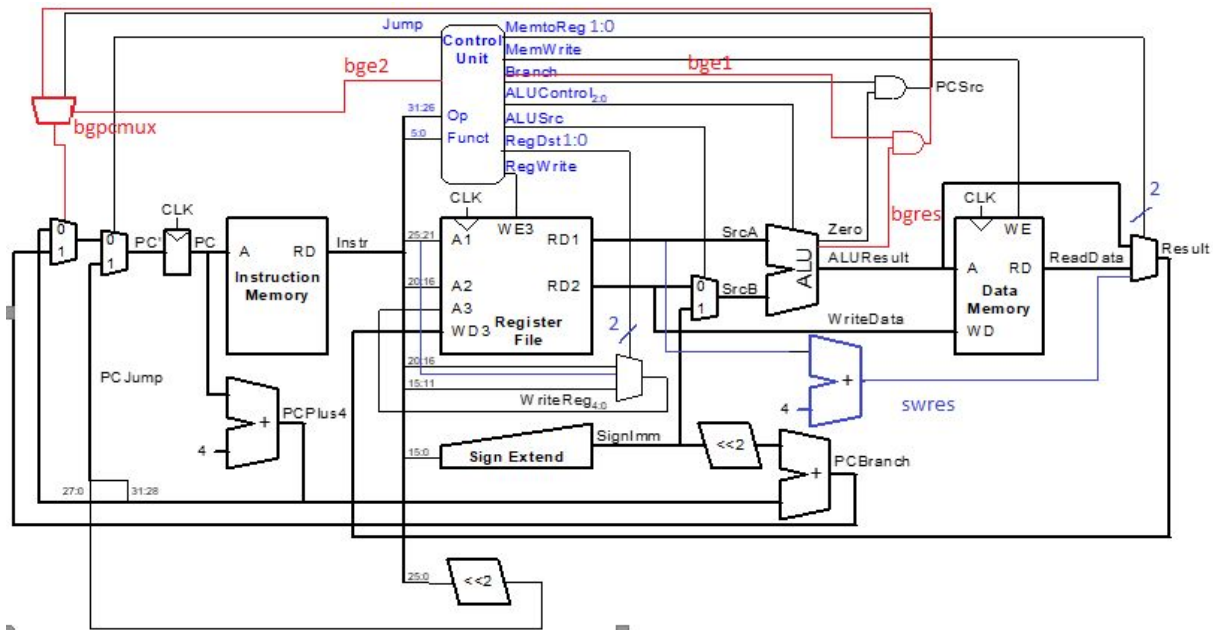 Jump
Control
Unit
MemtoReg 1:0
MemWrite
Branch
bge1
bge2
ALUControl2:0
PCSrc
31:26
Op
ALUSrc
bgpcmux
5:0
Funct
RegDst1:0
RegWrite
CLK
CLK
CLK
bgres
2
0
1
0
1
PC'
PC
A
RD
Instr
Instruction
Memory
25:21
A1
WE3
RD1
SrcA
Zero
WE
20:16
A2
RD2
0
1
SrcB
ALU
ALUResult
A
RD
ReadData
Result
A3
Data
Memory
WD3
Register
File
2
WriteData
WD
PCJump
20:16
15:11
WriteReg4:0
+
PCPlus4
4
+
4
swres
SignImm
<<2
15:0
Sign Extend
+
PCBranch
27:0
31:28
25:0
<<2